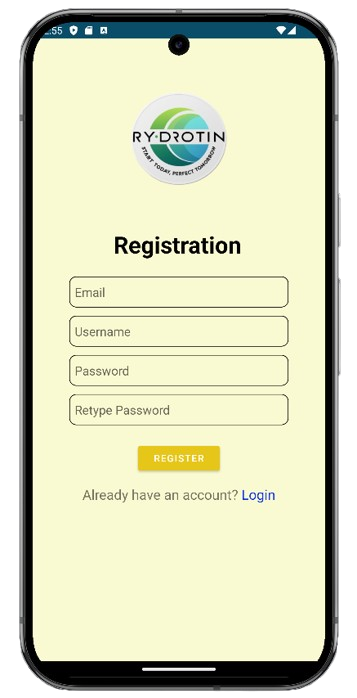 :55
RY·DROTIN
START TODAY, PERFECT TOMORROW
Registration
Email
Username
Password
Retype Password
REGISTER
Already have an account? Login